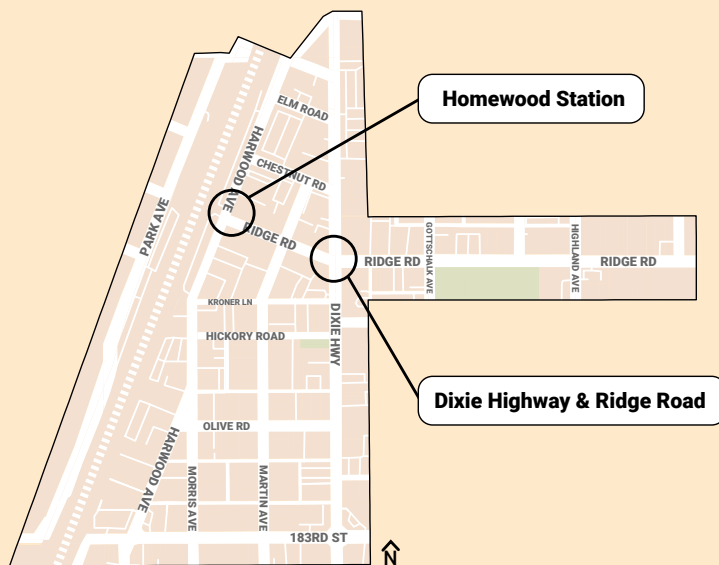 ELM ROAD
Homewood Station
HARWOOD AVE
CHESTNUT RD
PARK AVE
RIDGE RD
GOTTSCHALK AVE
HIGHLAND AVE
RIDGE RD
RIDGE RD
KRONER LN
DIXIE HWY
HICKORY ROAD
Dixie Highway & Ridge Road
OLIVE RD
HARWOOD AVE
MORRIS AVE
MARTIN AVE
183RD ST
N